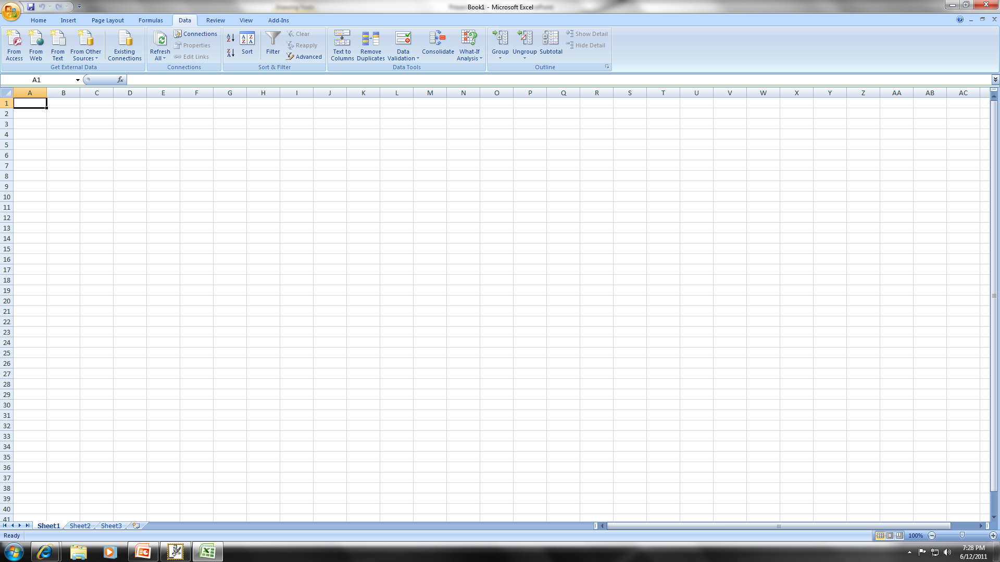 Book1 - Microsoft Excel
Home Insert Page Layout Formulas Data Review View Add-Ins
From Access From Web From Text From Other Sources Existing Connections
Get External Data
Refresh All Connections Properties Edit Links
Connections
Sort Filter Clear Reapply Advanced
Sort & Filter
Text to Columns Remove Duplicates Data Validation Consolidate What-If Analysis
Data Tools
Group Ungroup Subtotal Show Detail Hide Detail
Outline
A1 fx
A B C D E F G H I J K L M N O P Q R S T U V W X Y Z AA AB AC
1
2
3
4
5
6
7
8
9
10
11
12
13
14
15
16
17
18
19
20
21
22
23
24
25
26
27
28
29
30
31
32
33
34
35
36
37
38
39
40
41
Sheet1 Sheet2 Sheet3
Ready 100%
7:28 PM
6/12/2011